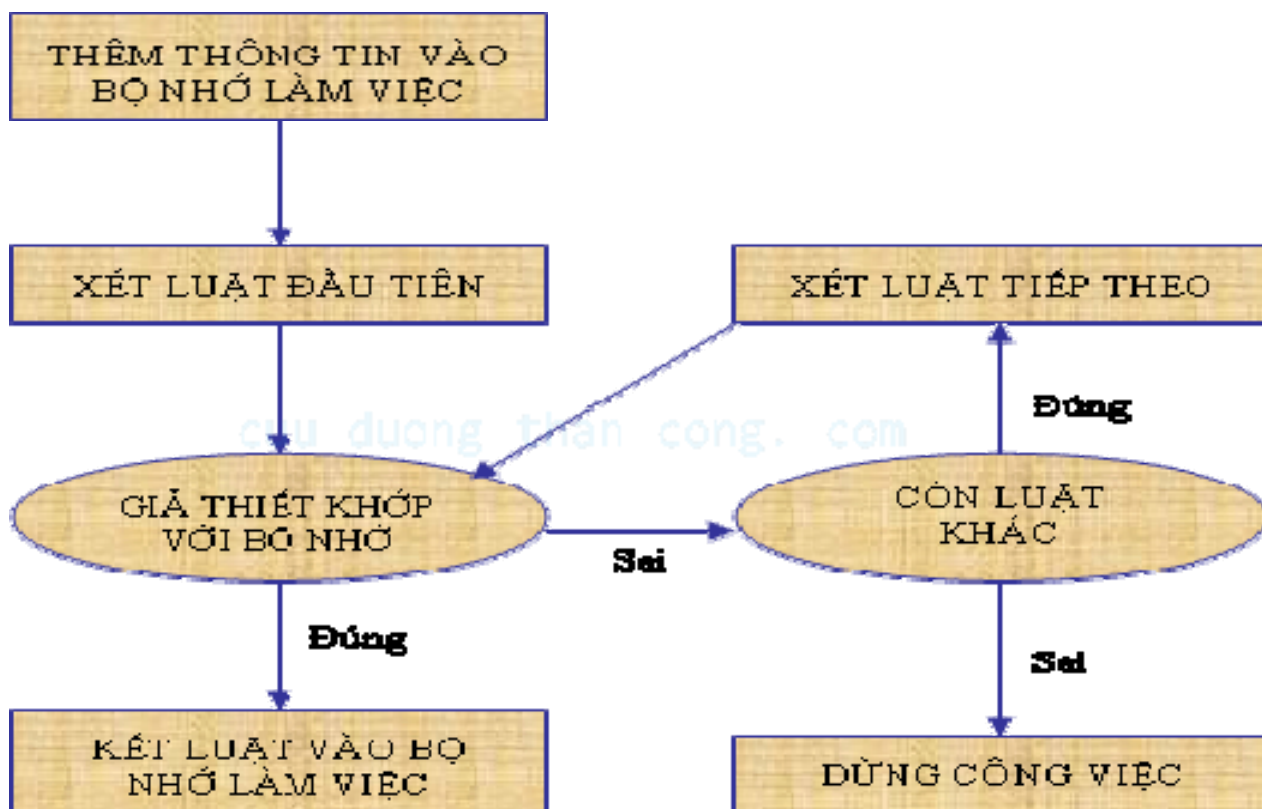 THÊM THÔNG TIN VÀO
BỘ NHỚ LÀM VIỆC
XÉT LUẬT ĐẦU TIÊN
XÉT LUẬT TIẾP THEO
cuu duong than cong. com
Đúng
GIẢ THIẾT KHỚP
VỚI BỘ NHỚ
Sai
CÒN LUẬT
KHÁC
Đúng
Sai
KẾT LUẬT VÀO BỘ
NHỚ LÀM VIỆC
DỪNG CÔNG VIỆC